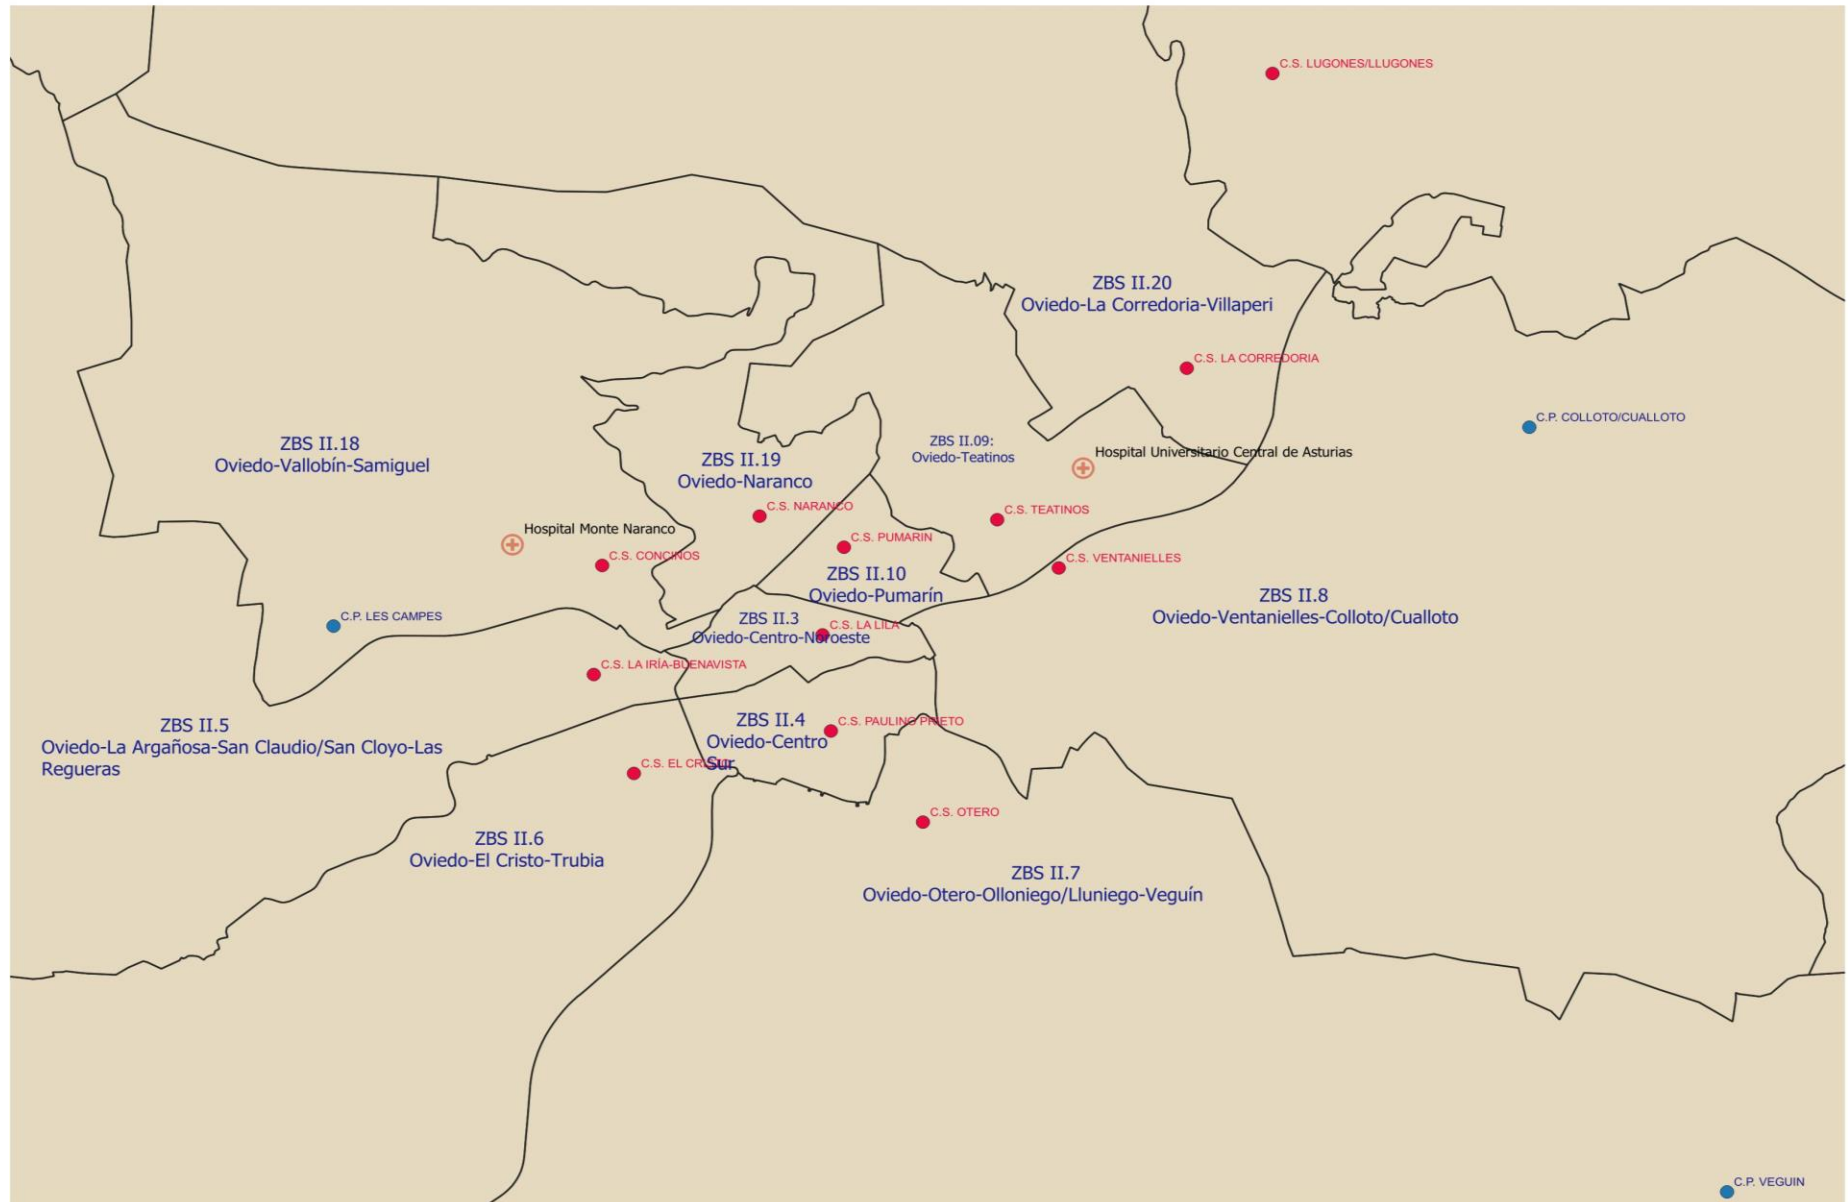 C.S. LUGONES/LLUGONES
ZBS II.20
Oviedo-La Corredoria-Villaperi
C.S. LA CORREDORIA
C.P. COLLOTO/CUALLOTO
ZBS II.18
Oviedo-Vallobín-Samiguel
ZBS II.19
Oviedo-Naranco
ZBS II.09:
Oviedo-Teatinos
Hospital Universitario Central de Asturias
C.S. NARANCO
C.S. TEATINOS
Hospital Monte Naranco
C.S. PUMARIN
C.S. CONCINOS
C.S. VENTANIELLES
ZBS II.10
Oviedo-Pumarín
ZBS II.8
Oviedo-Ventanielles-Colloto/Cualloto
C.P. LES CAMPES
ZBS II.3
Oviedo-Centro-Noroeste
C.S. LA LILA
C.S. LA IRÍA-BUENAVISTA
ZBS II.5
Oviedo-La Argañosa-San Claudio/San Cloyo-Las
Regueras
ZBS II.4
Oviedo-Centro
Sur
C.S. PAULINO PRIETO
C.S. EL CRISTO
C.S. OTERO
ZBS II.6
Oviedo-El Cristo-Trubia
ZBS II.7
Oviedo-Otero-Olloniego/Lluniego-Veguín
C.P. VEGUIN